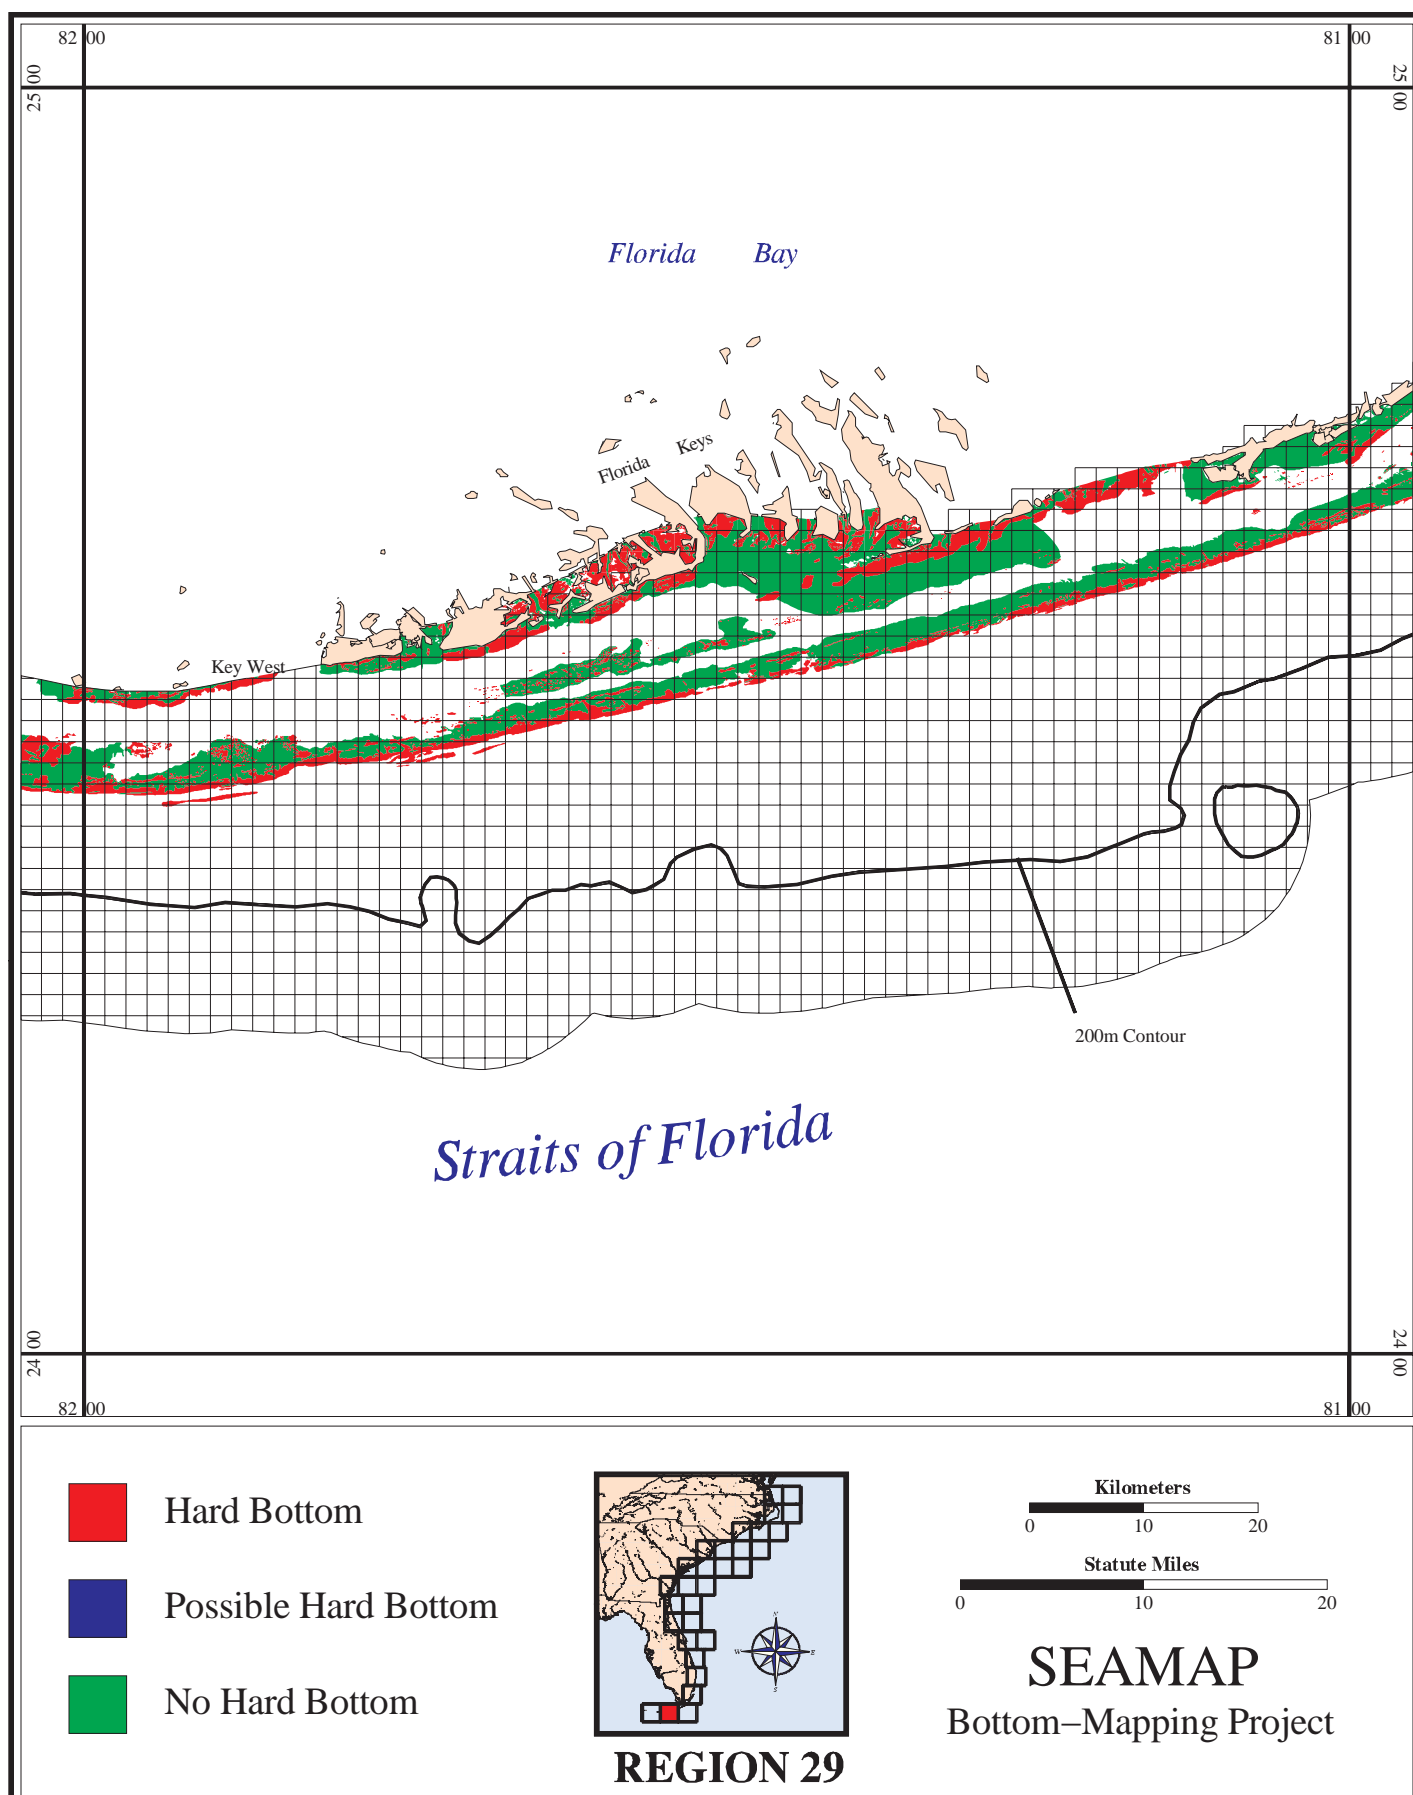 82 00
81 00
25 00
25 00
Florida Bay
Florida Keys
Key West
200m Contour
Straits of Florida
24 00
24 00
82 00
81 00
Hard Bottom
Possible Hard Bottom
No Hard Bottom
N
W
E
S
REGION 29
Kilometers
0 10 20
Statute Miles
0 10 20
SEAMAP
Bottom–Mapping Project